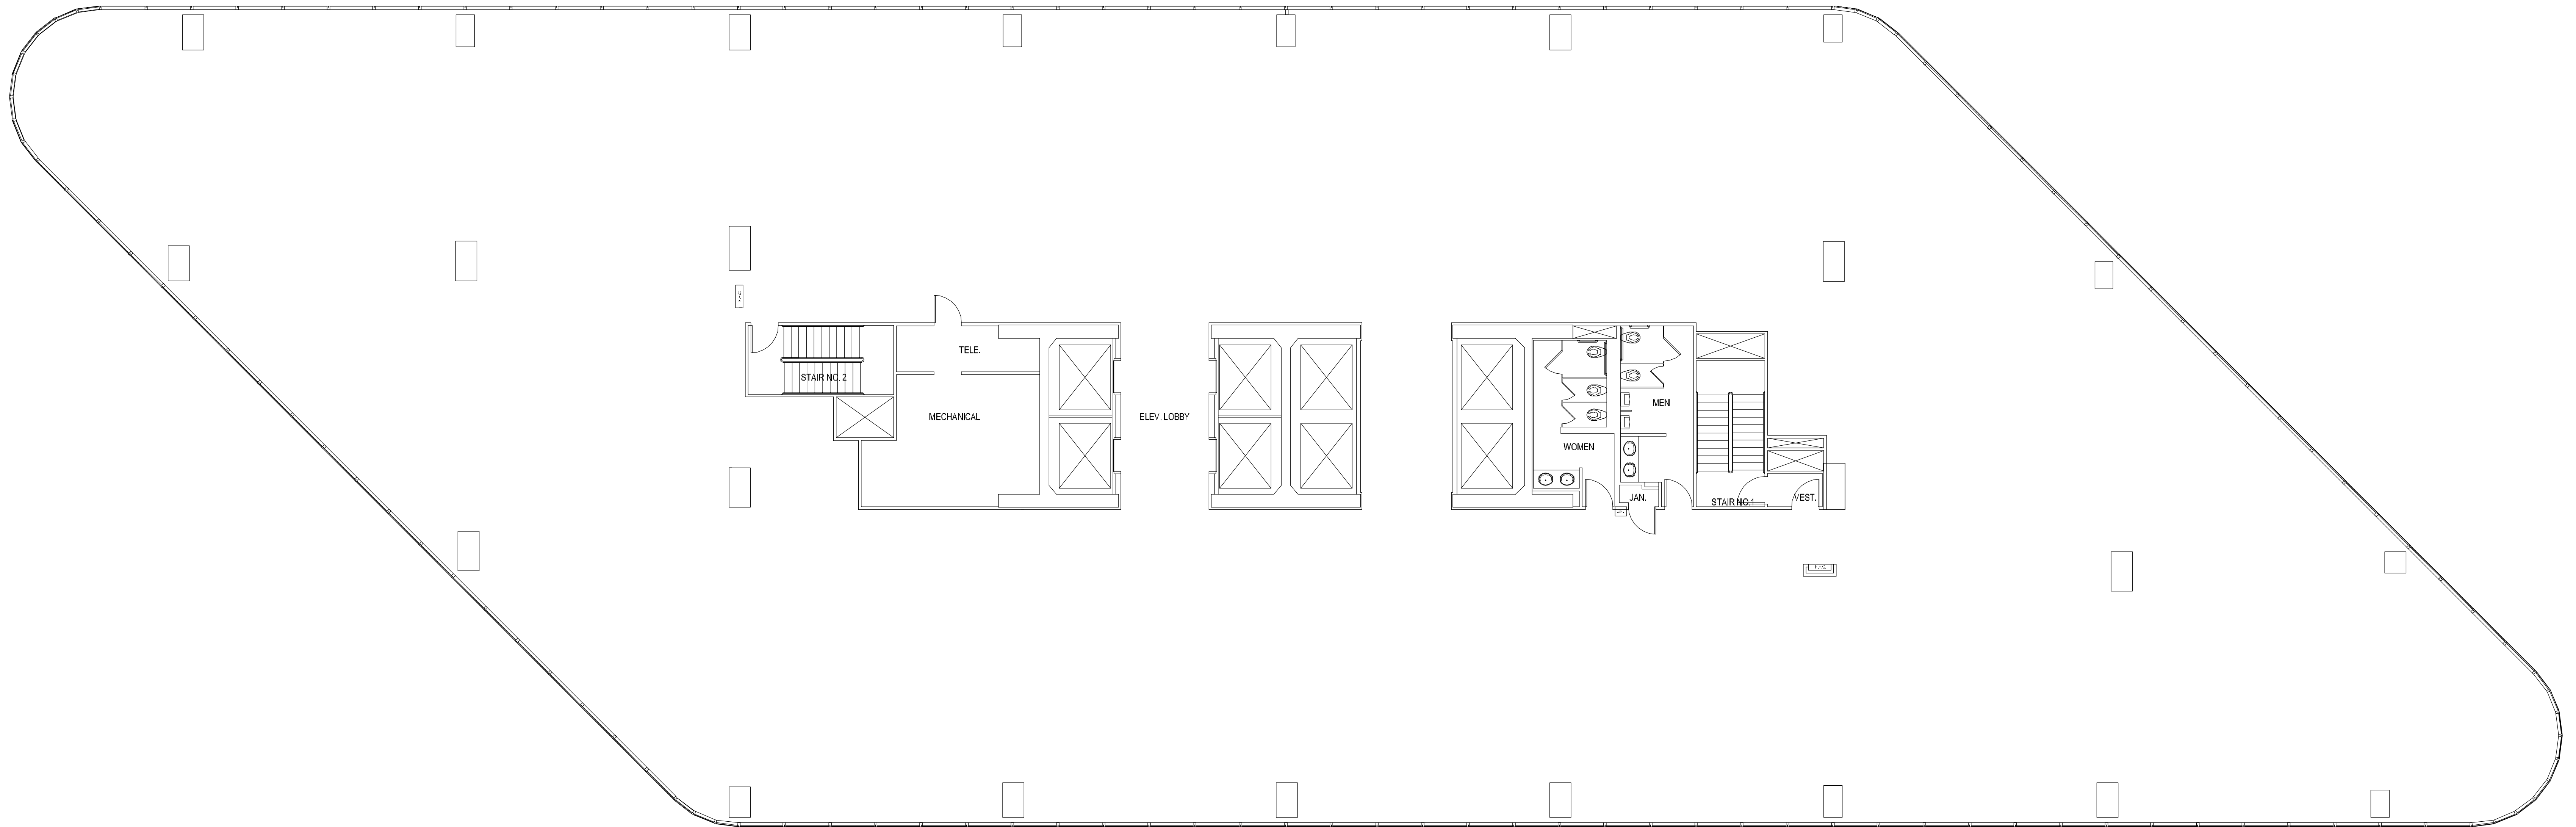 TELE.
STAIR NO. 2
MECHANICAL
ELEV. LOBBY
MEN
WOMEN
JAN.
STAIR NO.1
VEST.